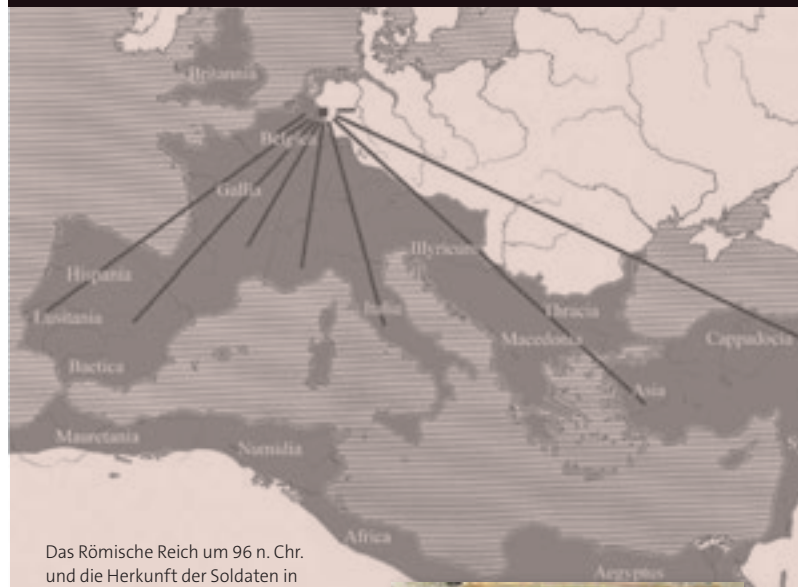 Britannia
Belgica
Gallia
Hispania
Illyricum
Lusitania
Italia
Thracia
Macedonia
Cappadocia
Baetica
Asia
Mauretania
Numidia
Africa
Aegyptus
Das Römische Reich um 96 n. Chr.
und die Herkunft der Soldaten in